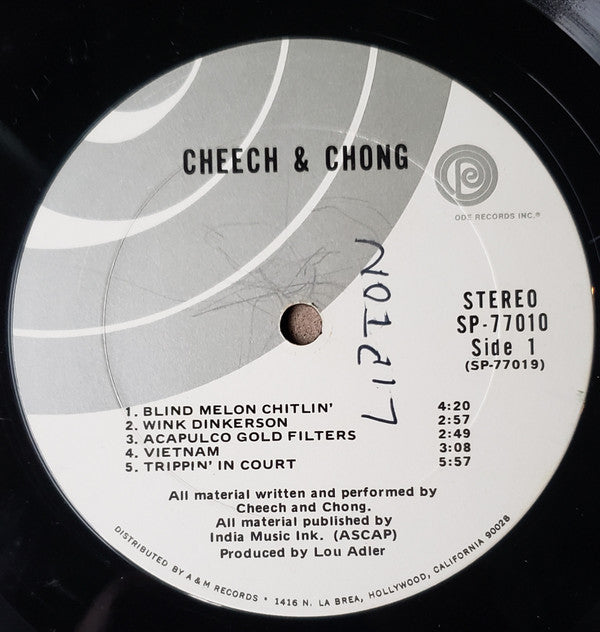 CHEECH & CHONG
ODE RECORDS INC.®
LIPTON
STEREO
SP-77010
Side 1
(SP-77019)
1. BLIND MELON CHITLIN' 4:20
2. WINK DINKERSON 2:57
3. ACAPULCO GOLD FILTERS 2:49
4. VIETNAM 3:08
5. TRIPPIN' IN COURT 5:57
All material written and performed by
Cheech and Chong.
All material published by
India Music Ink. (ASCAP)
Produced by Lou Adler
DISTRIBUTED BY A & M RECORDS • 1416 N. LA BREA, HOLLYWOOD, CALIFORNIA 90028